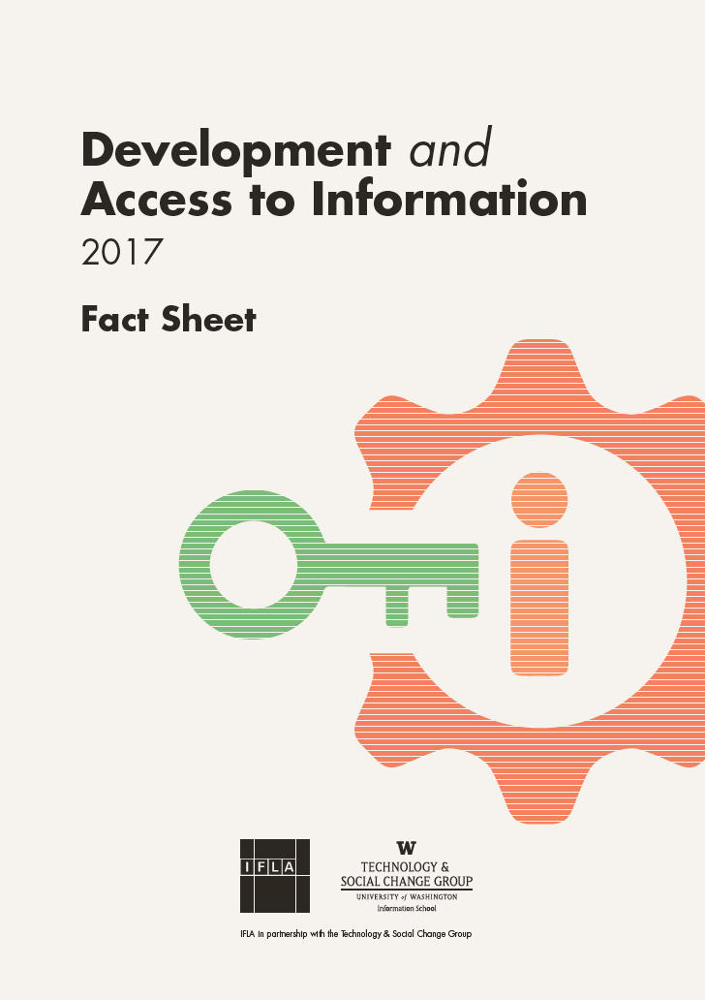 Development and
Access to Information
2017
Fact Sheet
i
IFLA
W
TECHNOLOGY &
SOCIAL CHANGE GROUP
UNIVERSITY of WASHINGTON
Information School
IFLA in partnership with the Technology & Social Change Group